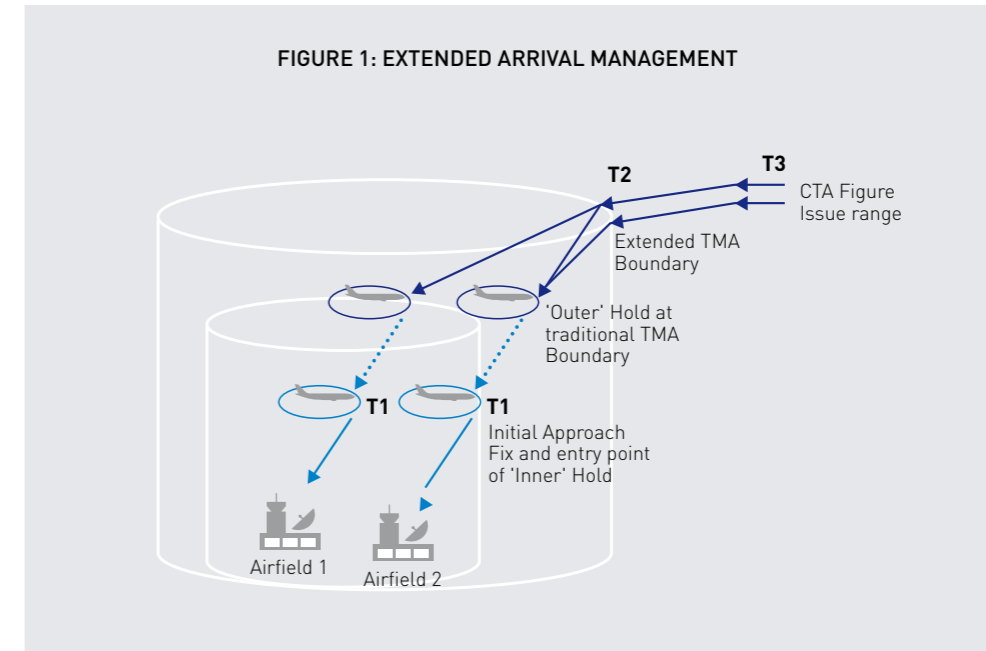 FIGURE 1: EXTENDED ARRIVAL MANAGEMENT
T3
T2
CTA Figure
Issue range
Extended TMA
Boundary
'Outer' Hold at
traditional TMA
Boundary
T1
T1
Initial Approach
Fix and entry point
of 'Inner' Hold
Airfield 1
Airfield 2